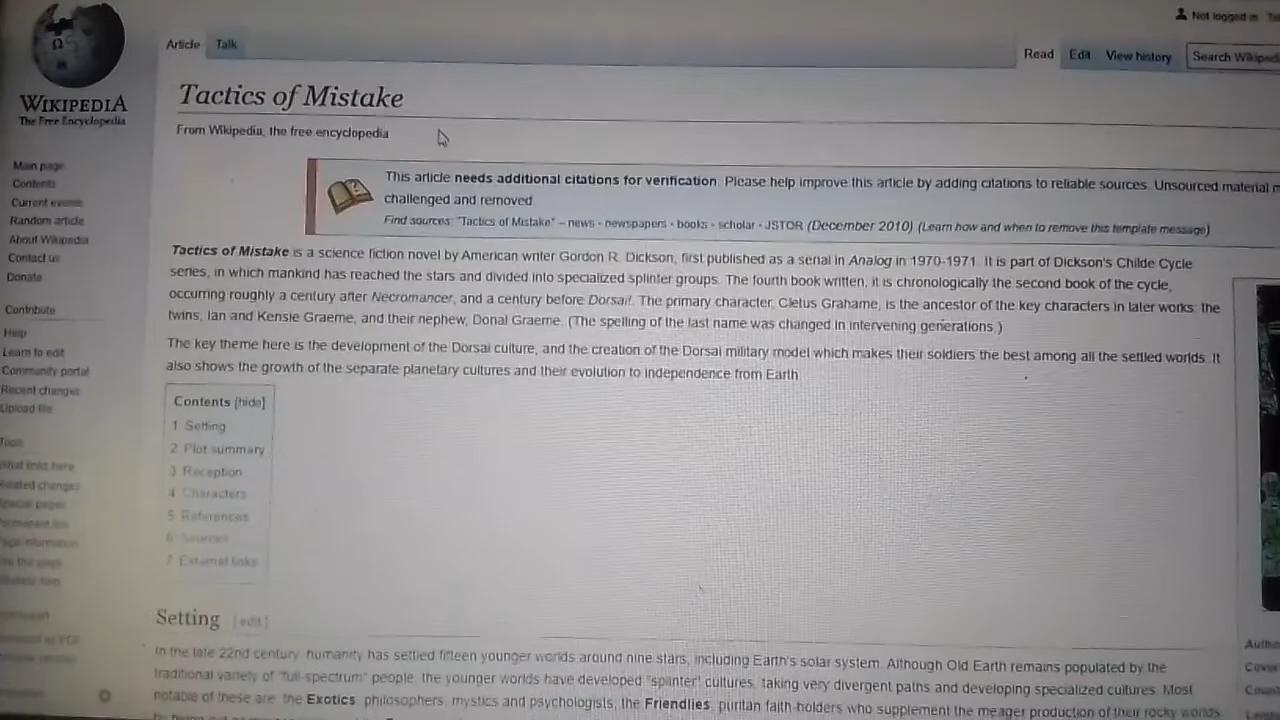 Not logged in
Article Talk
Read Edit View history Search Wikiped
WIKIPEDIA
The Free Encyclopedia
Tactics of Mistake
From Wikipedia, the free encyclopedia
Main page
Contents
Current events
Random article
About Wikipedia
Contact us
Donate
Contribute
Help
Learn to edit
Community portal
Recent changes
Upload file
Tools
What links here
Related changes
Special pages
Page information
This article needs additional citations for verification. Please help improve this article by adding citations to reliable sources. Unsourced material m
challenged and removed
Find sources: "Tactics of Mistake" – news · newspapers · books · scholar · JSTOR (December 2010) (Learn how and when to remove this template message)
Tactics of Mistake is a science fiction novel by American writer Gordon R. Dickson, first published as a serial in Analog in 1970-1971. It is part of Dickson's Childe Cycle
series, in which mankind has reached the stars and divided into specialized splinter groups. The fourth book written, it is chronologically the second book of the cycle,
occurring roughly a century after Necromancer, and a century before Dorsai!. The primary character, Cletus Grahame, is the ancestor of the key characters in later works: the
twins, Ian and Kensie Graeme, and their nephew, Donal Graeme. (The spelling of the last name was changed in intervening generations.)
The key theme here is the development of the Dorsai culture, and the creation of the Dorsai military model which makes their soldiers the best among all the settled worlds. It
also shows the growth of the separate planetary cultures and their evolution to independence from Earth
Contents [hide]
1 Setting
2 Plot summary
3 Reception
4 Characters
5 References
6 Sources
7 External links
Setting [edit]
In the late 22nd century, humanity has settled fifteen younger worlds around nine stars, including Earth's solar system. Although Old Earth remains populated by the
traditional variety of "full-spectrum" people, the younger worlds have developed "splinter" cultures, taking very divergent paths and developing specialized cultures. Most
notable of these are: the Exotics, philosophers, mystics and psychologists; the Friendlies, puritan faith-holders who supplement the meager production of their rocky worlds
Autho
Cover
Coun